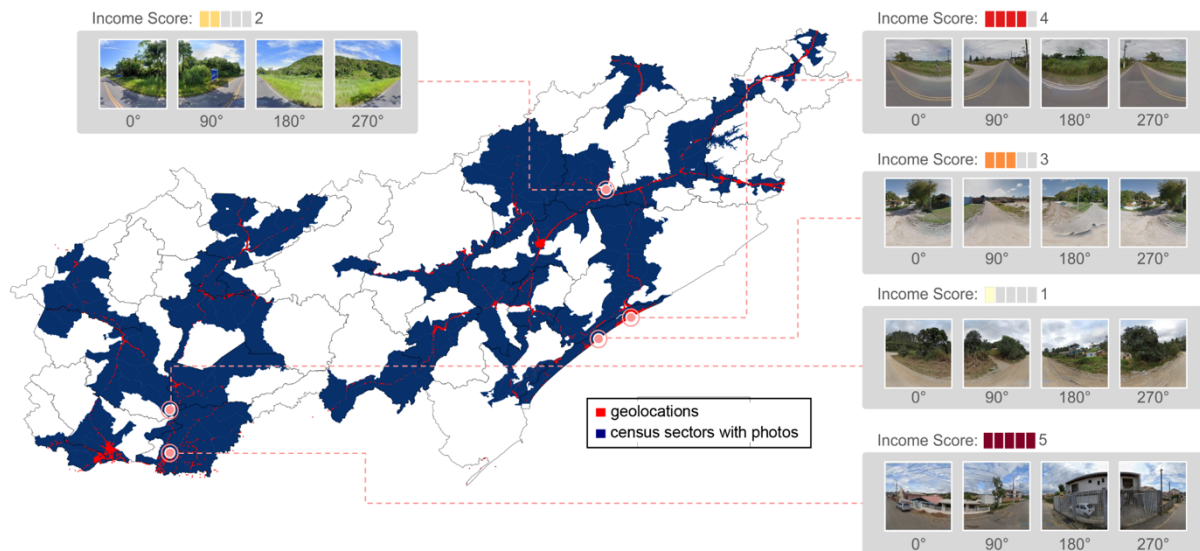 Income Score: 2
0° 90° 180° 270°
Income Score: 4
0° 90° 180° 270°
Income Score: 3
0° 90° 180° 270°
Income Score: 1
0° 90° 180° 270°
geolocations
census sectors with photos
Income Score: 5
0° 90° 180° 270°